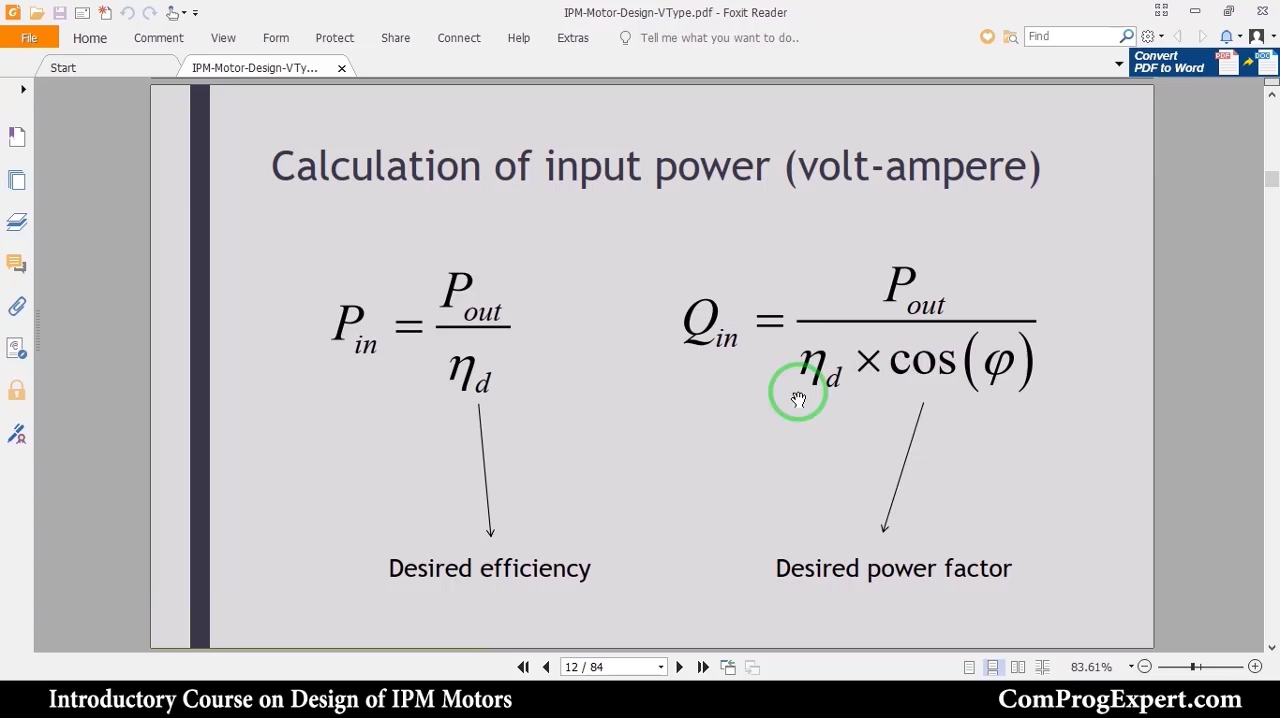 IPM-Motor-Design-VType.pdf - Foxit Reader
File Home Comment View Form Protect Share Connect Help Extras Tell me what you want to do.. Find
Start IPM-Motor-Design-VTy... Convert
PDF to Word
Calculation of input power (volt-ampere)
P_in = P_out / η_d
Q_in = P_out / η_d × cos(φ)
Desired efficiency
Desired power factor
12 / 84
83.61%
Introductory Course on Design of IPM Motors
ComProgExpert.com